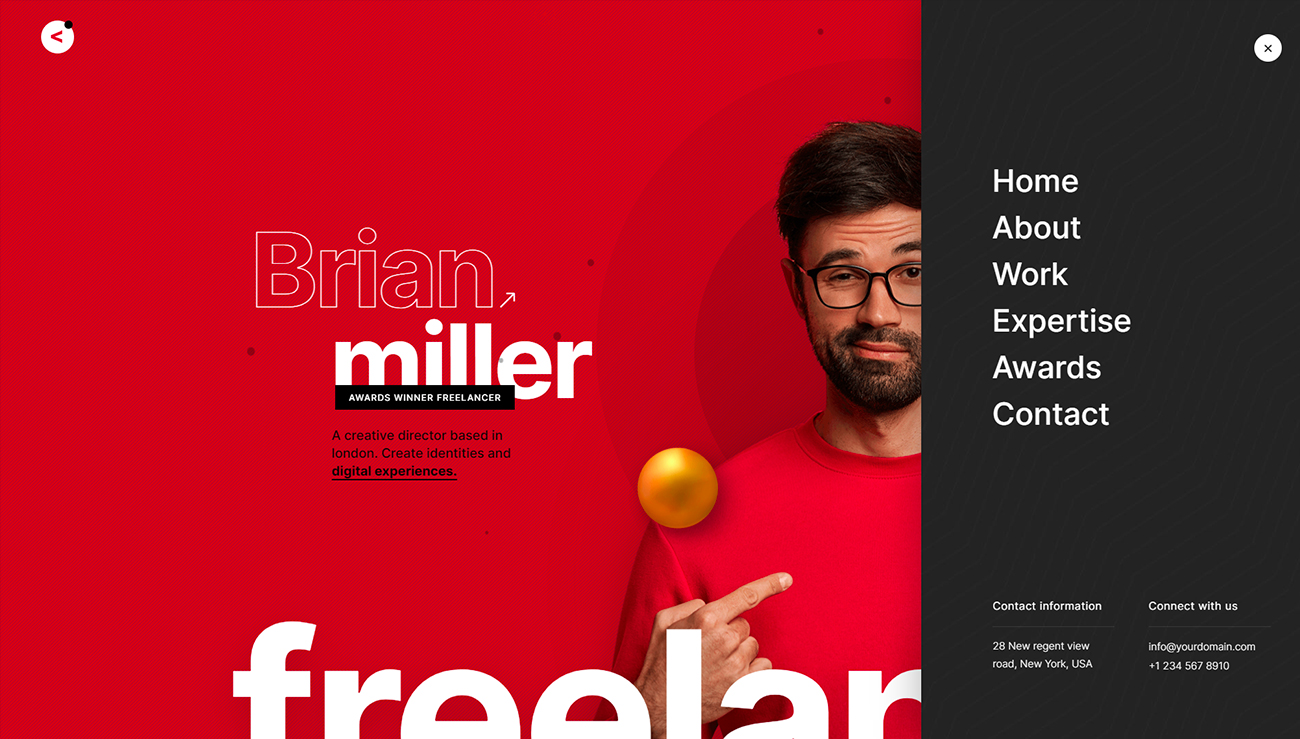 Brian
miller
AWARDS WINNER FREELANCER
A creative director based in
london. Create identities and
digital experiences.
freelan
Home
About
Work
Expertise
Awards
Contact
Contact information
28 New regent view
road, New York, USA
Connect with us
info@yourdomain.com
+1 234 567 8910